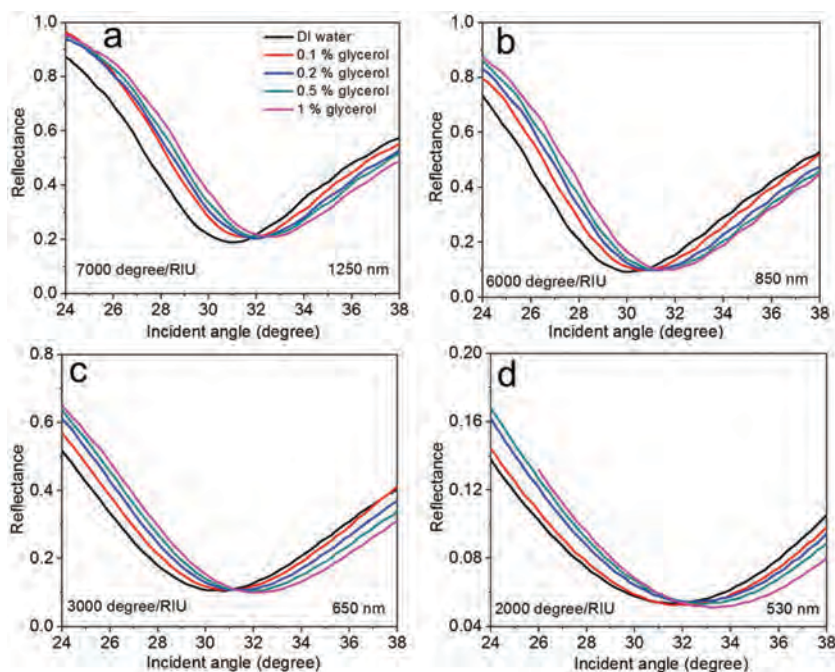 a
DI water
0.1 % glycerol
0.2 % glycerol
0.5 % glycerol
1 % glycerol
1.0
0.8
0.6
0.4
0.2
0.0
Reflectance
7000 degree/RIU
1250 nm
24 26 28 30 32 34 36 38
Incident angle (degree)
b
1.0
0.8
0.6
0.4
0.2
0.0
Reflectance
6000 degree/RIU
850 nm
24 26 28 30 32 34 36 38
Incident angle (degree)
c
0.8
0.6
0.4
0.2
0.0
Reflectance
3000 degree/RIU
650 nm
24 26 28 30 32 34 36 38
Incident angle (degree)
d
0.20
0.16
0.12
0.08
0.04
Reflectance
2000 degree/RIU
530 nm
24 26 28 30 32 34 36 38
Incident angle (degree)